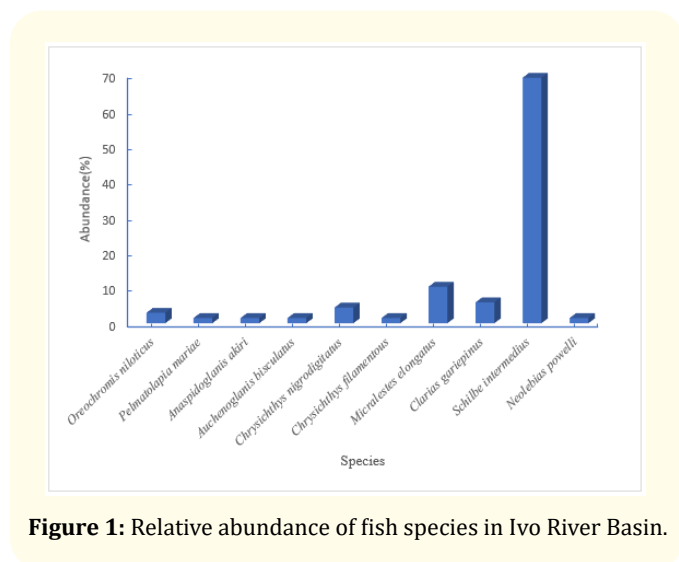 70
60
50
40
30
20
10
0
Abundance(%)
Oreochromis niloticus
Pelmatolapia mariae
Anaspidoglanis akiri
Auchenoglanis bisculatus
Chrysichthys nigrodigitatus
Chrysichthys filamentous
Micralestes elongatus
Clarias gariepinus
Schilbe intermedius
Neolebias powelli
Species
Figure 1: Relative abundance of fish species in Ivo River Basin.